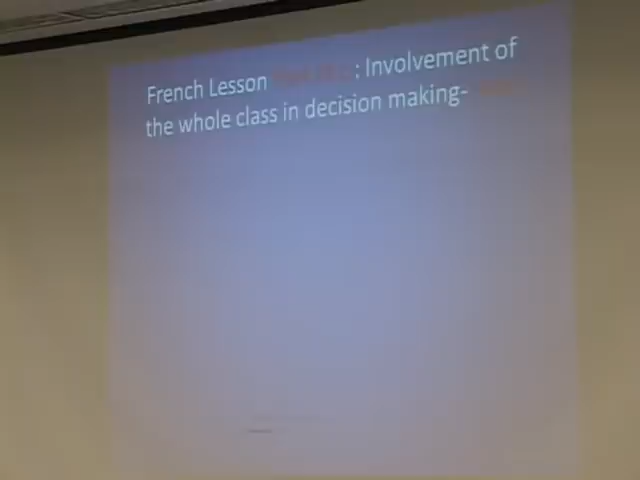 French Lesson : Involvement of
the whole class in decision making-